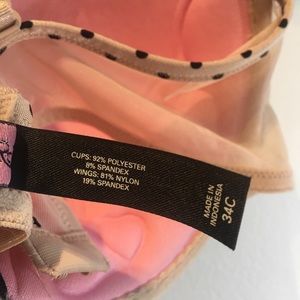 CUPS: 92% POLYESTER
8% SPANDEX
WINGS: 81% NYLON
19% SPANDEX
MADE IN
INDONESIA
34C